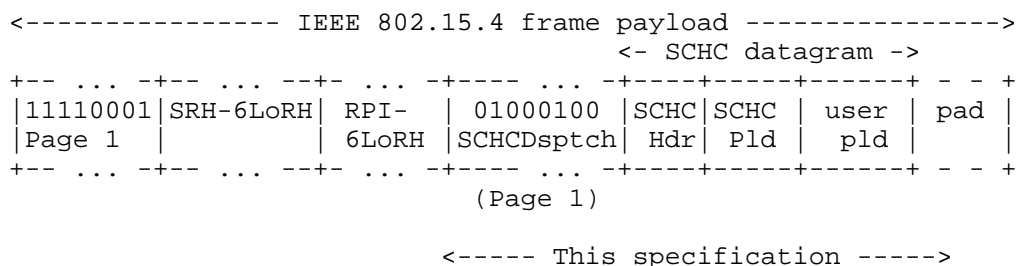 <---------------- IEEE 802.15.4 frame payload ---------------->
<- SCHC datagram ->
+-- ... -+-- ... --+- ... -+---- ... -+----+-----+------+ - - +
|11110001|SRH-6LoRH| RPI- | 01000100 |SCHC|SCHC | user | pad |
|Page 1 | | 6LoRH |SCHCDsptch| Hdr| Pld | pld | |
+-- ... -+-- ... --+- ... -+---- ... -+----+-----+------+ - - +
(Page 1)
<----- This specification ----->